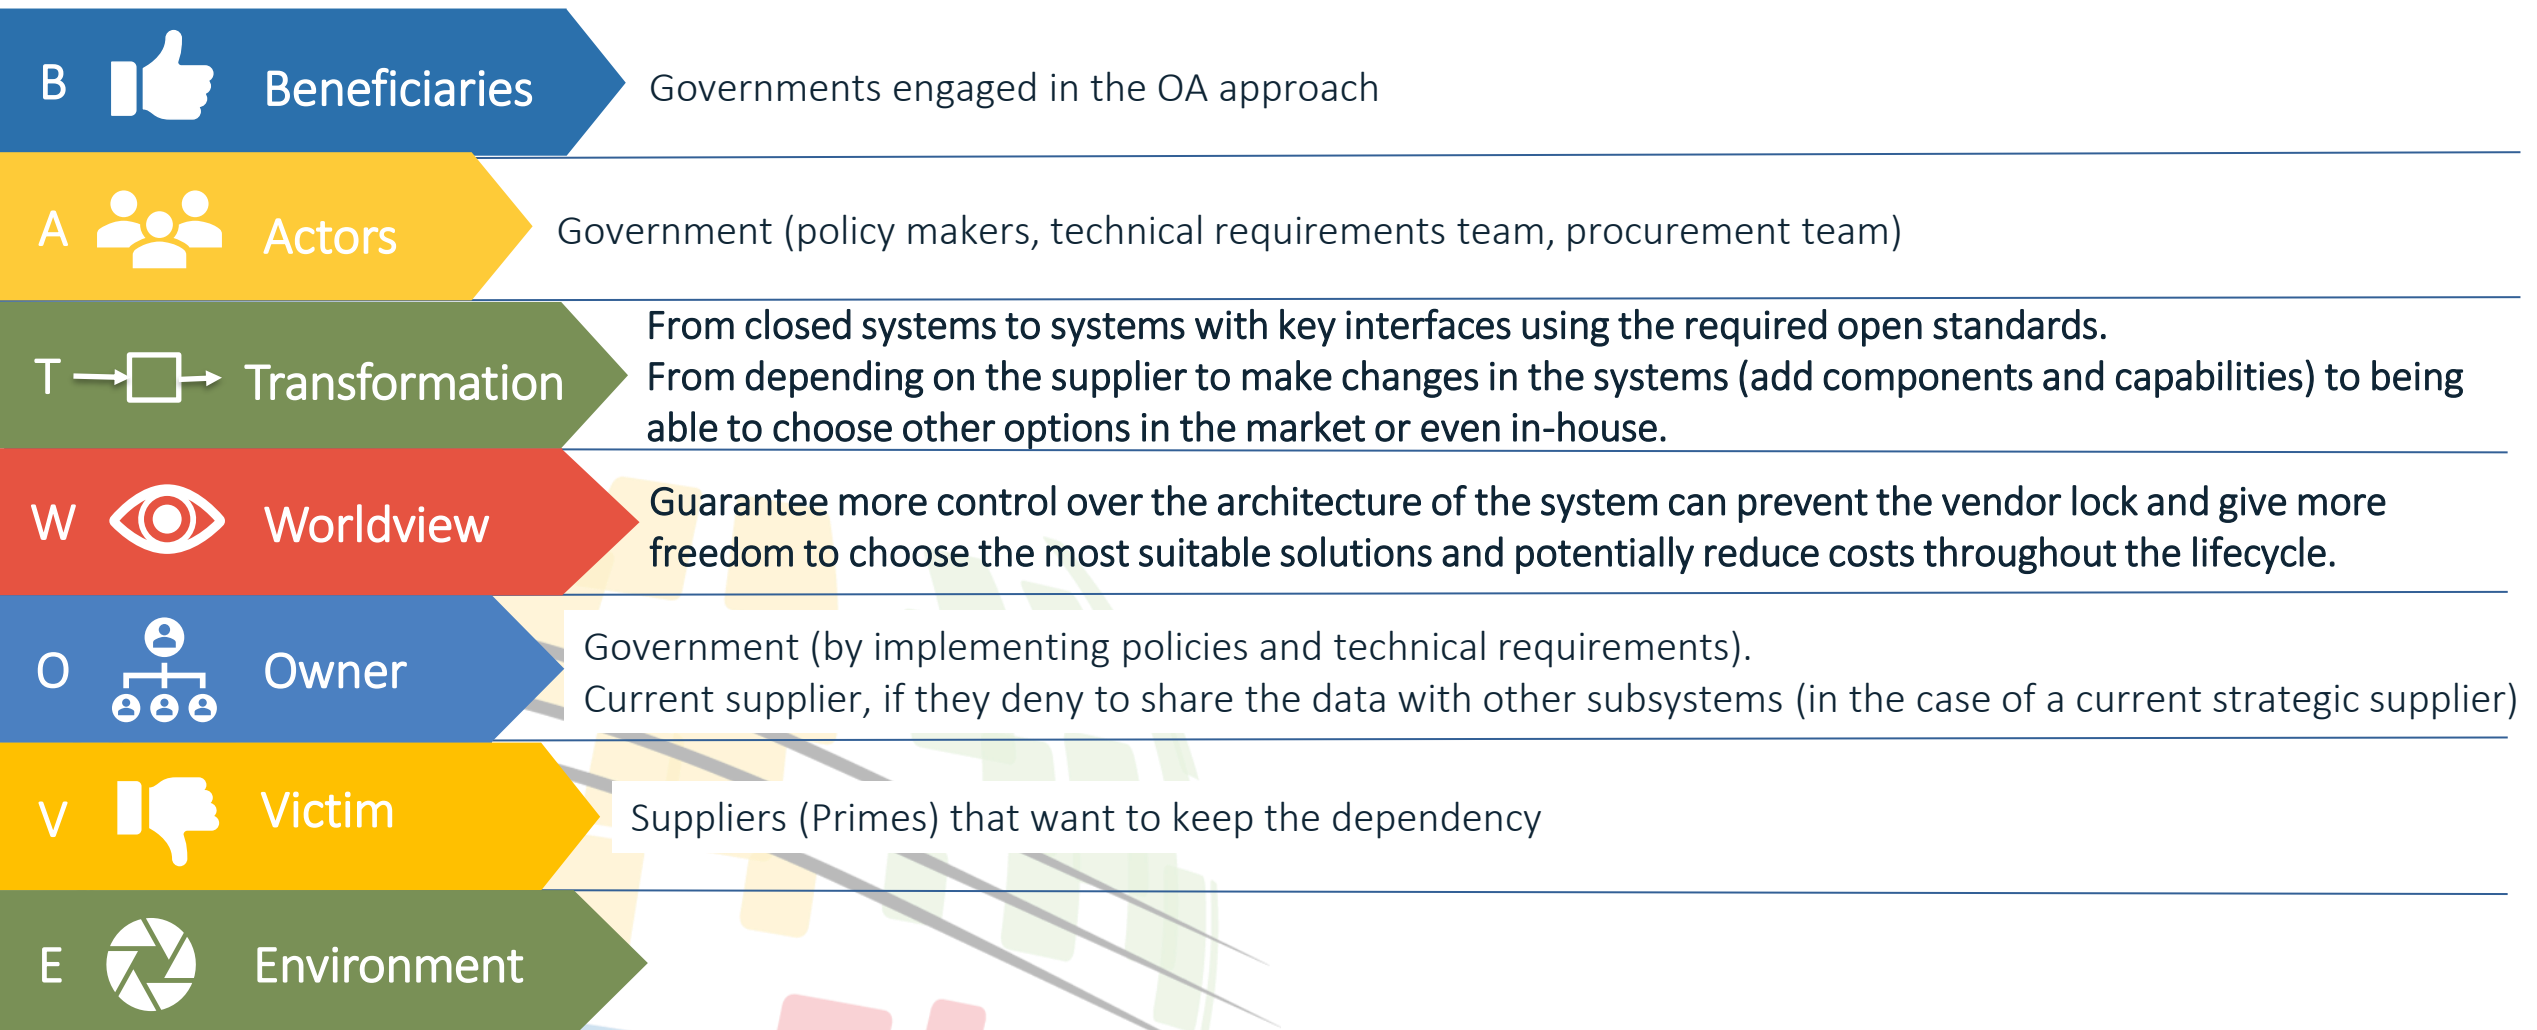 B Beneficiaries Governments engaged in the OA approach
A Actors Government (policy makers, technical requirements team, procurement team)
From closed systems to systems with key interfaces using the required open standards.
T Transformation From depending on the supplier to make changes in the systems (add components and capabilities) to being
able to choose other options in the market or even in-house.
W Worldview Guarantee more control over the architecture of the system can prevent the vendor lock and give more
freedom to choose the most suitable solutions and potentially reduce costs throughout the lifecycle.
O Owner Government (by implementing policies and technical requirements).
Current supplier, if they deny to share the data with other subsystems (in the case of a current strategic supplier)
V Victim Suppliers (Primes) that want to keep the dependency
E Environment